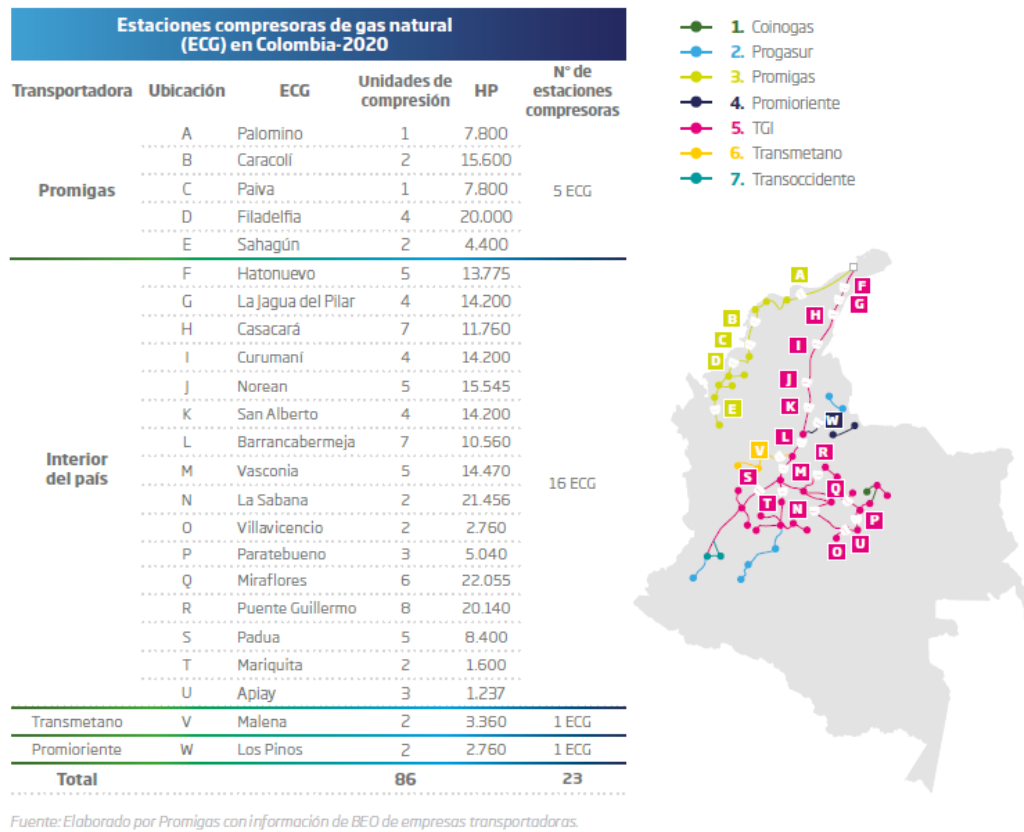 Estaciones compresoras de gas natural
(ECG) en Colombia-2020
Transportadora Ubicación ECG Unidades de compresión HP N° de estaciones compresoras
Promigas
A Palomino 1 7.800
B Caracolí 2 15.600
C Paiva 1 7.800
D Filadelfia 4 20.000
E Sahagún 2 4.400
5 ECG
Interior
del país
F Hatonuevo 5 13.775
G La Jagua del Pilar 4 14.200
H Casacará 7 11.760
I Curumaní 4 14.200
J Norean 5 15.545
K San Alberto 4 14.200
L Barrancabermeja 7 10.560
M Vasconia 5 14.470
N La Sabana 2 21.456
O Villavicencio 2 2.760
P Paratebueno 3 5.040
Q Miraflores 6 22.055
R Puente Guillermo 8 20.140
S Padua 5 8.400
T Mariquita 2 1.600
U Apiay 3 1.237
16 ECG
Transmetano V Malena 2 3.360 1 ECG
Promioriente W Los Pinos 2 2.760 1 ECG
Total 86 23
Fuente: Elaborado por Promigas con información de BEO de empresas transportadoras.
1. Coinogas
2. Progasur
3. Promigas
4. Promioriente
5. TGI
6. Transmetano
7. Transoccidente
A
F
G
B
H
C
I
D
J
E
K
W
L
V
R
M
S
Q
T
N
P
U
O